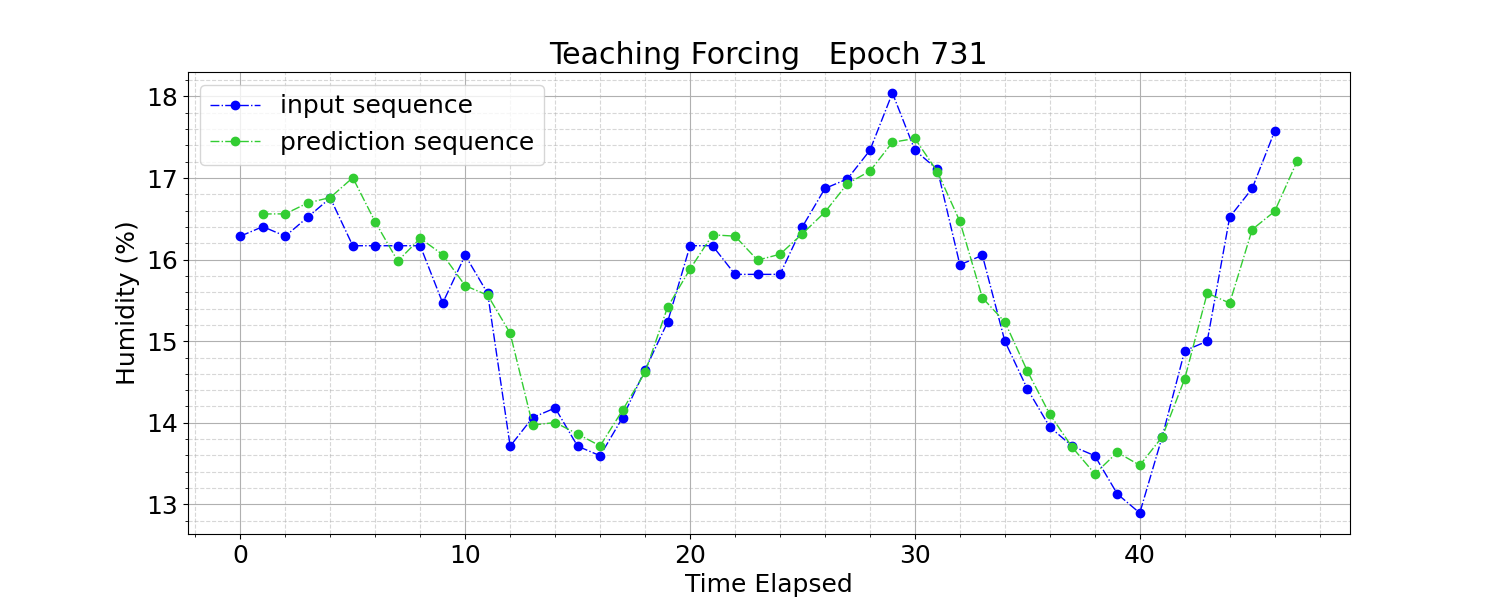 Teaching Forcing   Epoch 731
input sequence
prediction sequence
Humidity (%)
18
17
16
15
14
13
0 10 20 30 40
Time Elapsed